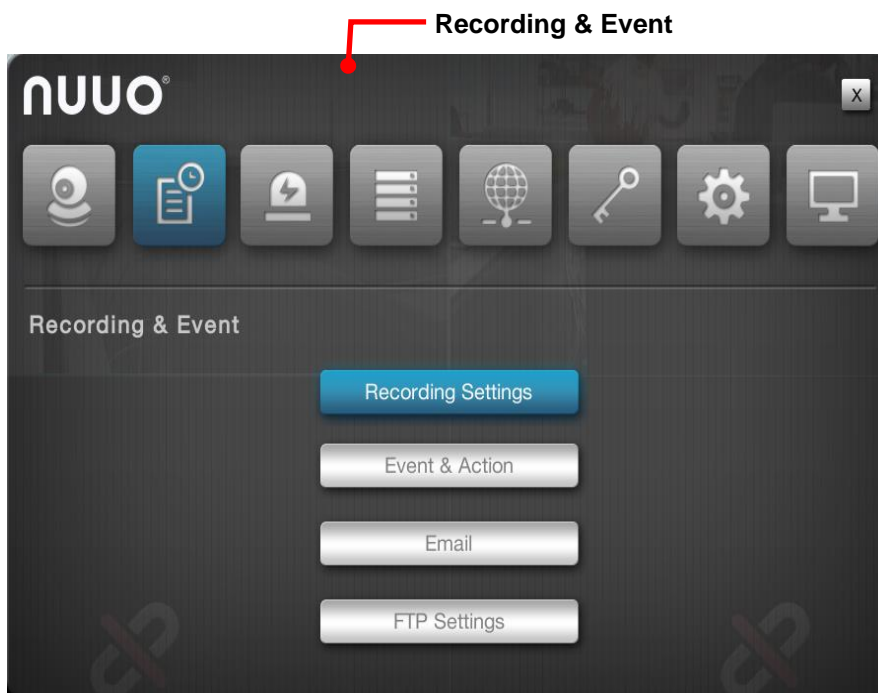 Recording & Event
nuuo®
X
Recording & Event
Recording Settings
Event & Action
Email
FTP Settings